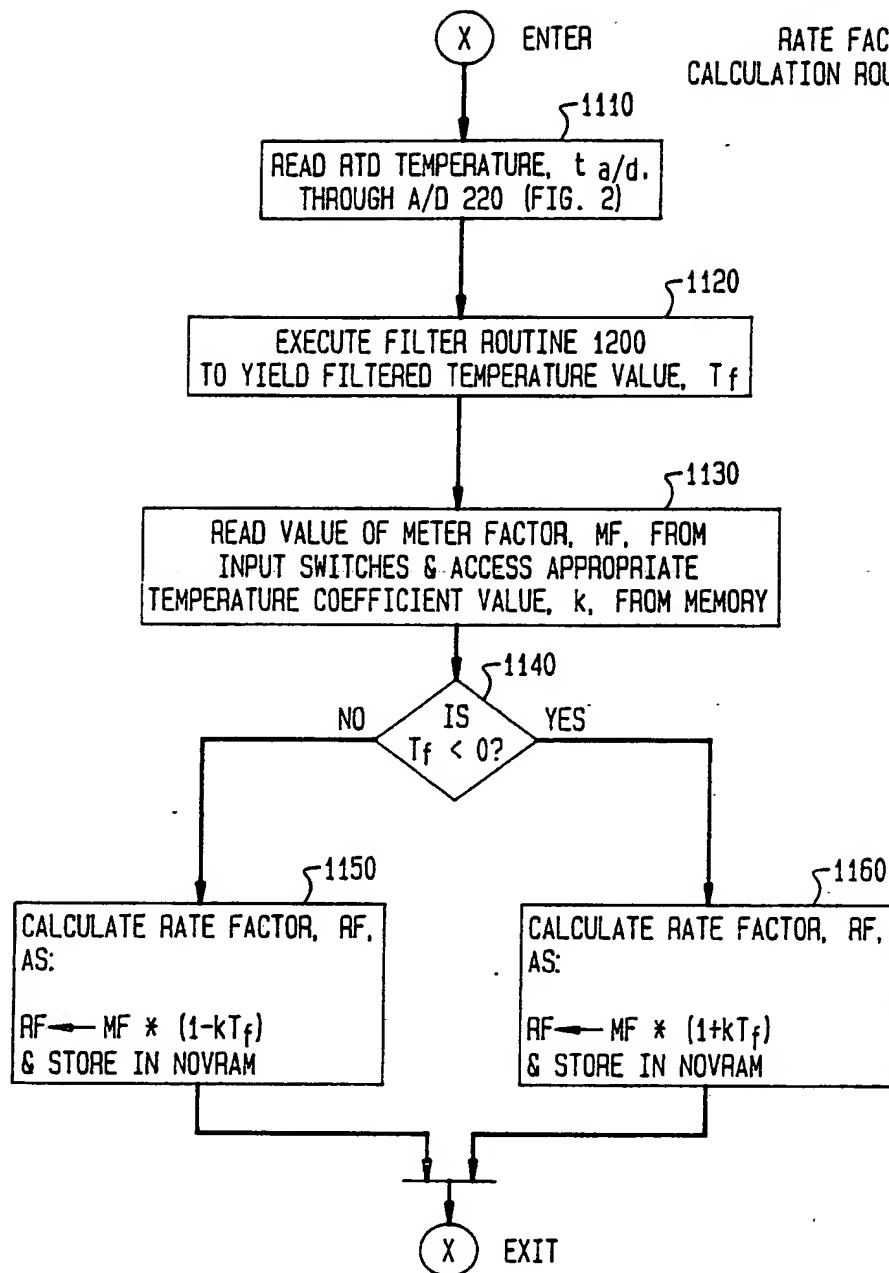 X ENTER
RATE FAC
CALCULATION ROU
1110
READ RTD TEMPERATURE, t a/d,
THROUGH A/D 220 (FIG. 2)
1120
EXECUTE FILTER ROUTINE 1200
TO YIELD FILTERED TEMPERATURE VALUE, Tf
1130
READ VALUE OF METER FACTOR, MF, FROM
INPUT SWITCHES & ACCESS APPROPRIATE
TEMPERATURE COEFFICIENT VALUE, k, FROM MEMORY
1140
NO
IS
Tf < 0?
YES
1150
CALCULATE RATE FACTOR, RF,
AS:
RF← MF * (1-kTf)
& STORE IN NOVRAM
1160
CALCULATE RATE FACTOR, RF,
AS:
RF← MF * (1+kTf)
& STORE IN NOVRAM
X EXIT